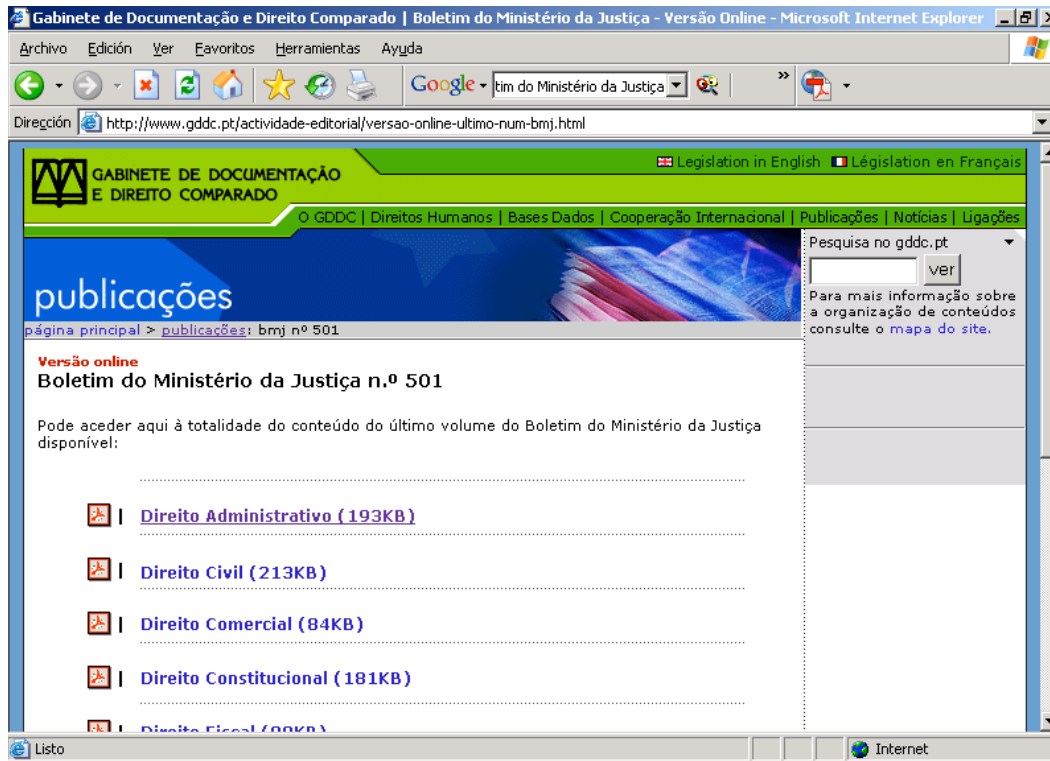 Gabinete de Documentação e Direito Comparado | Boletim do Ministério da Justiça - Versão Online - Microsoft Internet Explorer
Archivo Edición Ver Favoritos Herramientas Ayuda
Google tim do Ministério da Justiça »
Dirección http://www.gddc.pt/actividade-editorial/versao-online-ultimo-num-bmj.html
Legislation in English Législation en Français
GABINETE DE DOCUMENTAÇÃO
E DIREITO COMPARADO
O GDDC | Direitos Humanos | Bases Dados | Cooperação Internacional | Publicações | Notícias | Ligações
publicações
página principal > publicações: bmj nº 501
Pesquisa no gddc.pt
ver
Para mais informação sobre
a organização de conteúdos
consulte o mapa do site.
Versão online
Boletim do Ministério da Justiça n.º 501
Pode aceder aqui à totalidade do conteúdo do último volume do Boletim do Ministério da Justiça
disponível:
| Direito Administrativo (193KB)
| Direito Civil (213KB)
| Direito Comercial (84KB)
| Direito Constitucional (181KB)
Direito Fiscal
Listo Internet